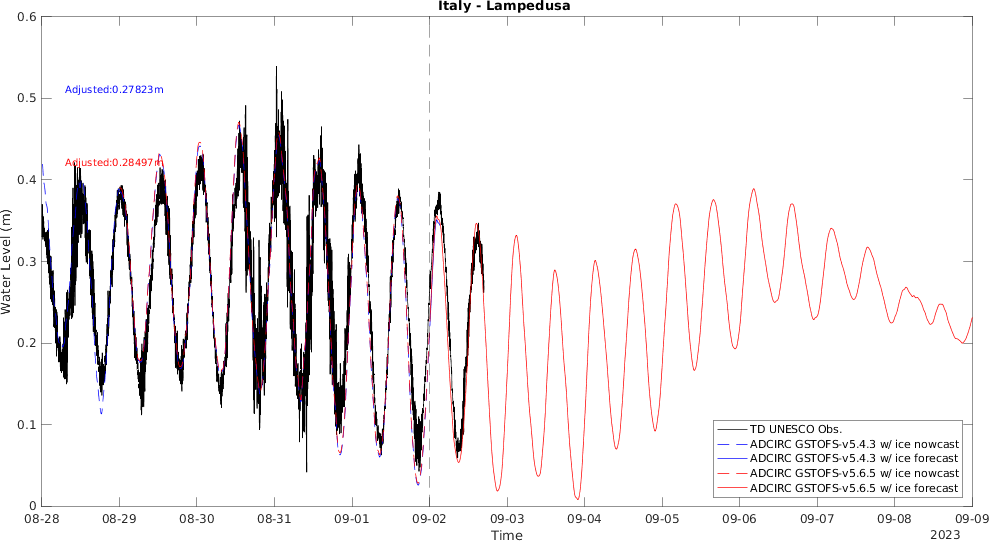 Italy - Lampedusa
0.6
0.5
0.4
0.3
0.2
0.1
0
Water Level (m)
Adjusted:0.27823m
Adjusted:0.28497m
TD UNESCO Obs.
ADCIRC GSTOFS-v5.4.3 w/ ice nowcast
ADCIRC GSTOFS-v5.4.3 w/ ice forecast
ADCIRC GSTOFS-v5.6.5 w/ ice nowcast
ADCIRC GSTOFS-v5.6.5 w/ ice forecast
08-28 08-29 08-30 08-31 09-01 09-02 09-03 09-04 09-05 09-06 09-07 09-08 09-09
Time
2023